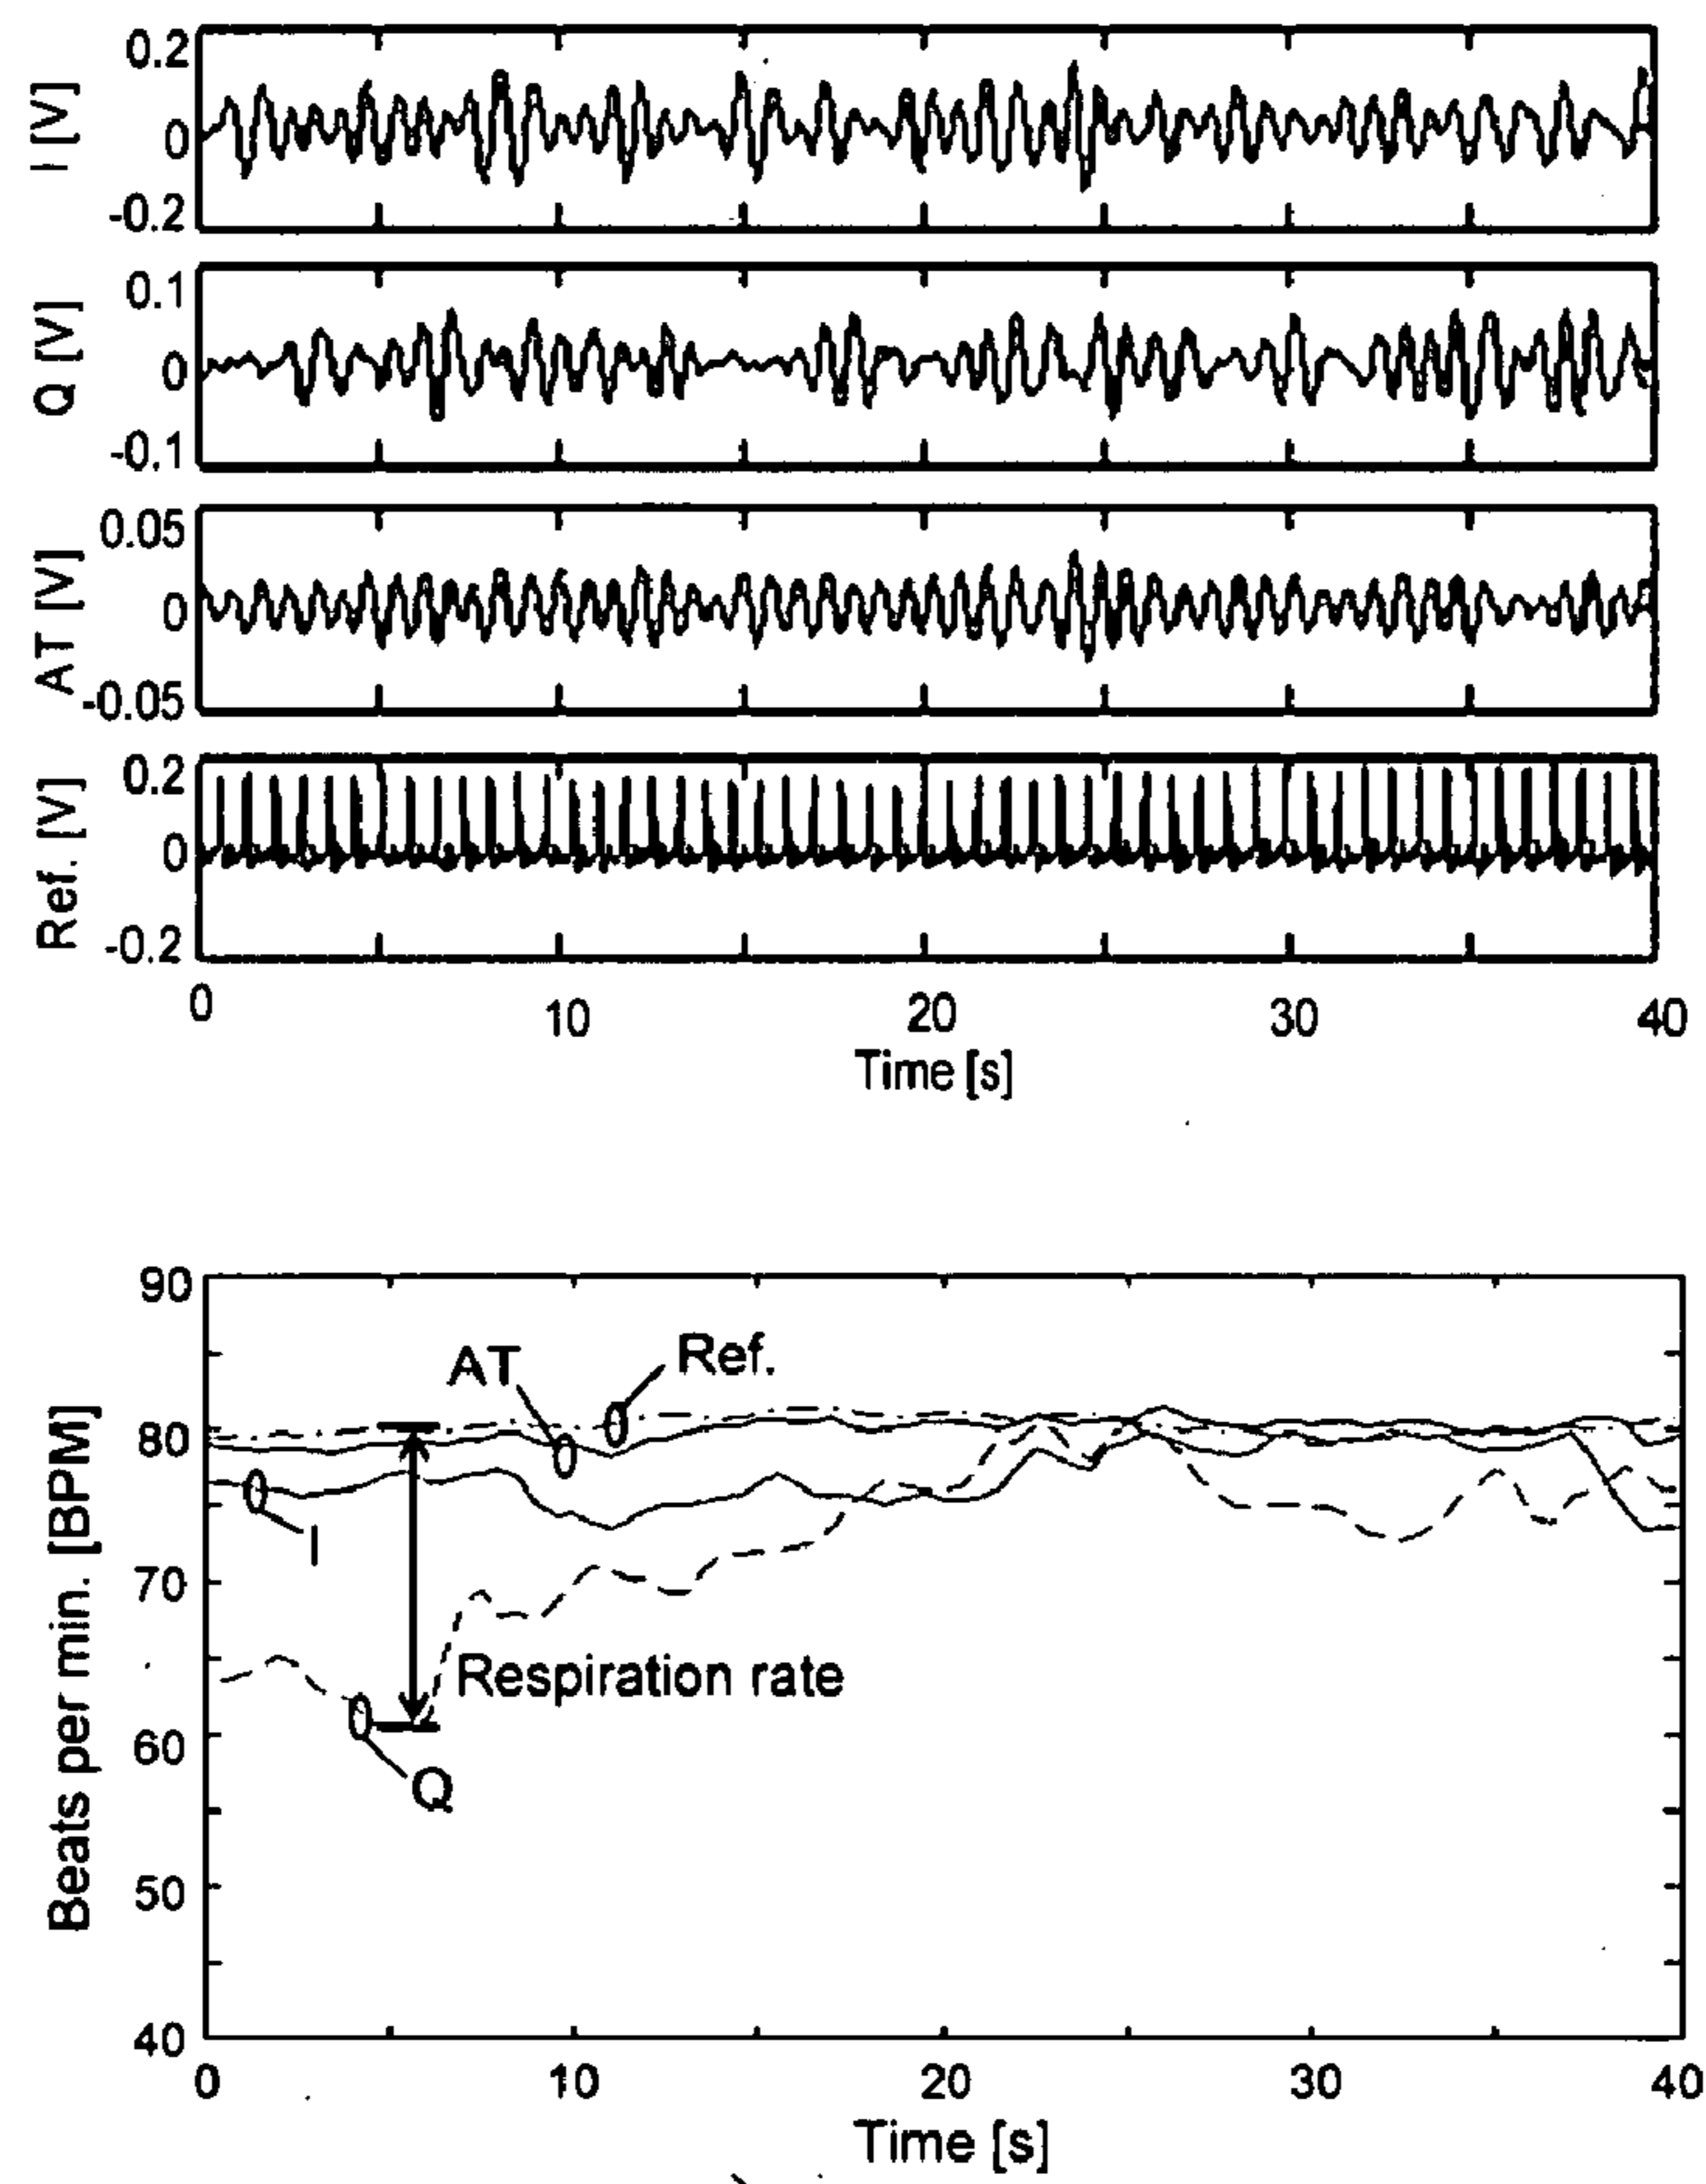 I [V]
0.2
0
-0.2
Q [V]
0.1
0
-0.1
AT [V]
0.05
0
-0.05
Ref. [V]
0.2
0
-0.2
0 10 20 30 40
Time [s]
Beats per min. [BPM]
90
80
70
60
50
40
AT
Ref.
I
Respiration rate
Q
0 10 20 30 40
Time [s]